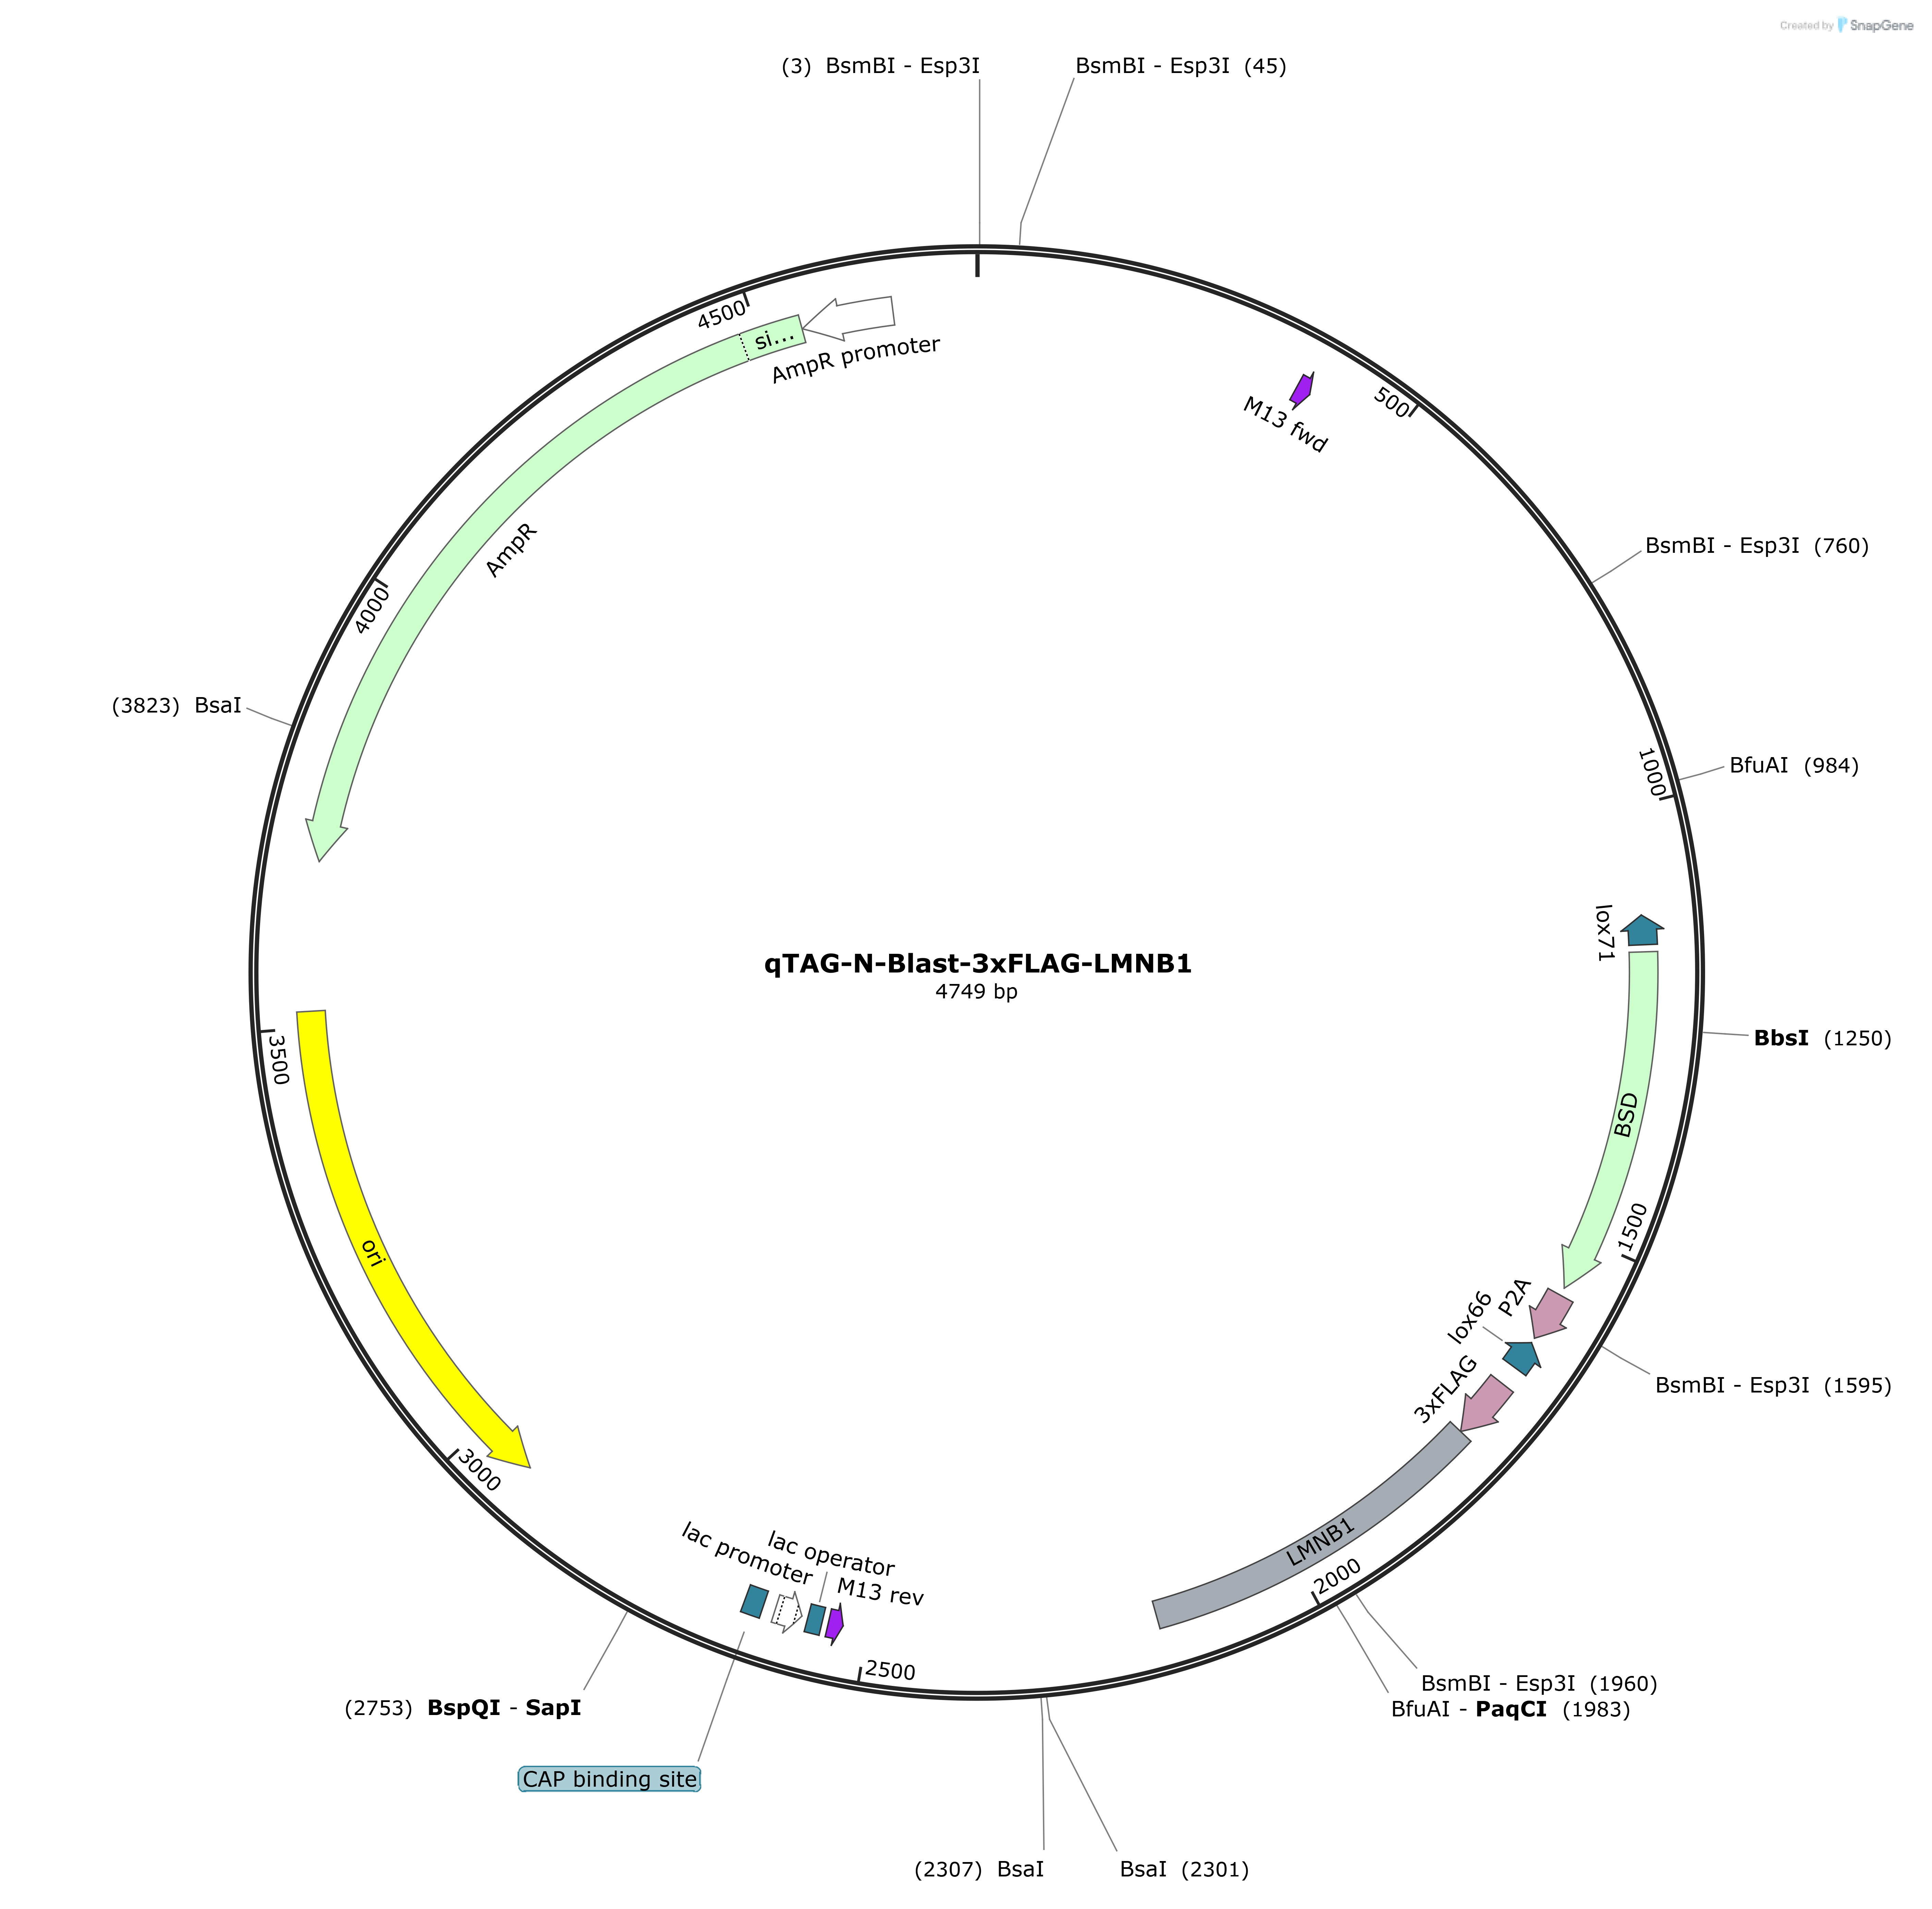 Created by SnapGene
(3) BsmBI - Esp3I
BsmBI - Esp3I (45)
4500
si...
AmpR promoter
M13 fwd
500
AmpR
BsmBI - Esp3I (760)
4000
(3823) BsaI
1000
BfuAI (984)
lox71
qTAG-N-Blast-3xFLAG-LMNB1
4749 bp
BbsI (1250)
3500
BSD
1500
ori
P2A
lox66
3xFLAG
BsmBI - Esp3I (1595)
3000
LMNB1
2000
lac promoter
lac operator
M13 rev
2500
BsmBI - Esp3I (1960)
BfuAI - PaqCI (1983)
(2753) BspQI - SapI
CAP binding site
(2307) BsaI
BsaI (2301)